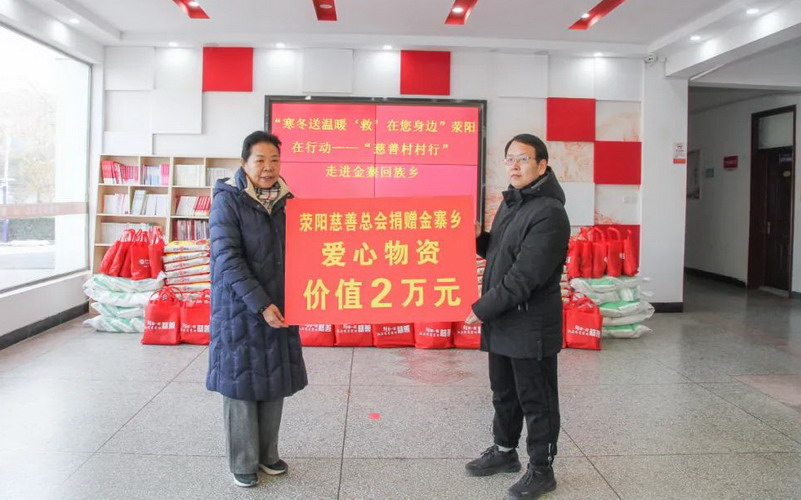 “寒冬送温暖‘救’在您身边”荥阳
在行动——“慈善村村行”
走进金寨回族乡
荥阳慈善总会捐赠金寨乡
爱心物资
价值2万元